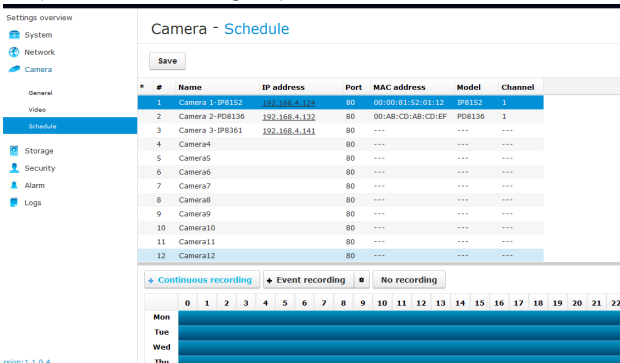 Settings overview
System
Network
Camera
General
Video
Schedule
Storage
Security
Alarm
Logs
Camera - Schedule
Save
* # Name IP address Port MAC address Model Channel
1 Camera 1-IP8152 192.168.4.124 80 00:00:81:52:01:12 IP8152 1
2 Camera 2-PD8136 192.168.4.132 80 00:AB:CD:AB:CD:EF PD8136 1
3 Camera 3-IP8361 192.168.4.141 80 --- --- ---
4 Camera4 80 --- --- ---
5 Camera5 80 --- --- ---
6 Camera6 80 --- --- ---
7 Camera7 80 --- --- ---
8 Camera8 80 --- --- ---
9 Camera9 80 --- --- ---
10 Camera10 80 --- --- ---
11 Camera11 80 --- --- ---
12 Camera12 80 --- --- ---
+ Continuous recording + Event recording No recording
0 1 2 3 4 5 6 7 8 9 10 11 12 13 14 15 16 17 18 19 20 21 22
Mon
Tue
Wed
Thu
rsion:1.1.0.4